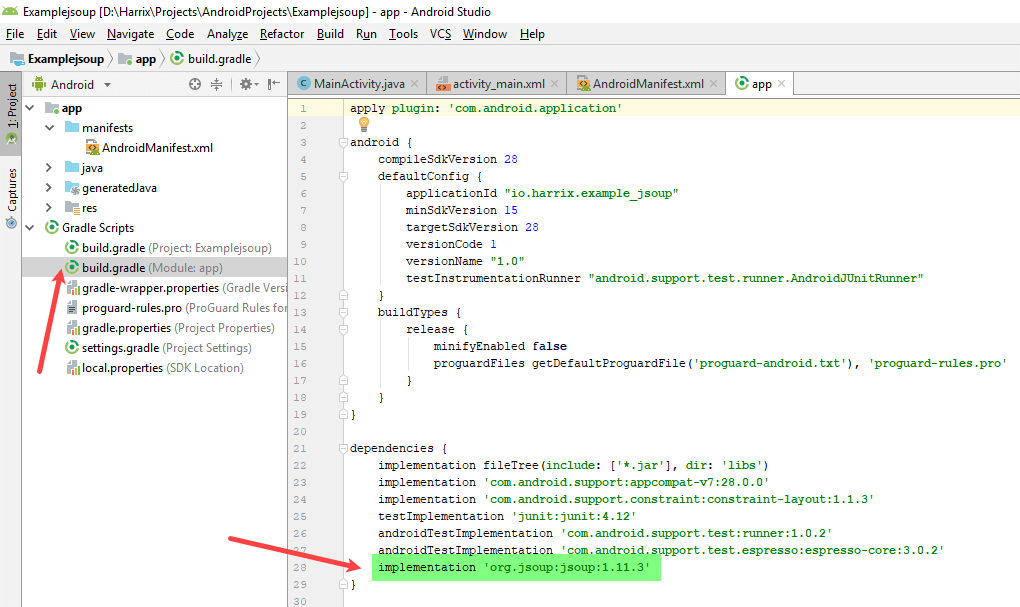 Examplejsoup [D:\Harrix\Projects\AndroidProjects\Examplejsoup] - app - Android Studio
File Edit View Navigate Code Analyze Refactor Build Run Tools VCS Window Help
Examplejsoup app build.gradle
1: Project
Captures
Android
app
manifests
AndroidManifest.xml
java
generatedJava
res
Gradle Scripts
build.gradle (Project: Examplejsoup)
build.gradle (Module: app)
gradle-wrapper.properties (Gradle Versi
proguard-rules.pro (ProGuard Rules for
gradle.properties (Project Properties)
settings.gradle (Project Settings)
local.properties (SDK Location)
MainActivity.java activity_main.xml AndroidManifest.xml app
1 apply plugin: 'com.android.application'
2
3 android {
4 compileSdkVersion 28
5 defaultConfig {
6 applicationId "io.harrix.example_jsoup"
7 minSdkVersion 15
8 targetSdkVersion 28
9 versionCode 1
10 versionName "1.0"
11 testInstrumentationRunner "android.support.test.runner.AndroidJUnitRunner"
12 }
13 buildTypes {
14 release {
15 minifyEnabled false
16 proguardFiles getDefaultProguardFile('proguard-android.txt'), 'proguard-rules.pro'
17 }
18 }
19 }
20
21 dependencies {
22 implementation fileTree(include: ['*.jar'], dir: 'libs')
23 implementation 'com.android.support:appcompat-v7:28.0.0'
24 implementation 'com.android.support.constraint:constraint-layout:1.1.3'
25 testImplementation 'junit:junit:4.12'
26 androidTestImplementation 'com.android.support.test:runner:1.0.2'
27 androidTestImplementation 'com.android.support.test.espresso:espresso-core:3.0.2'
28 implementation 'org.jsoup:jsoup:1.11.3'
29 }
30